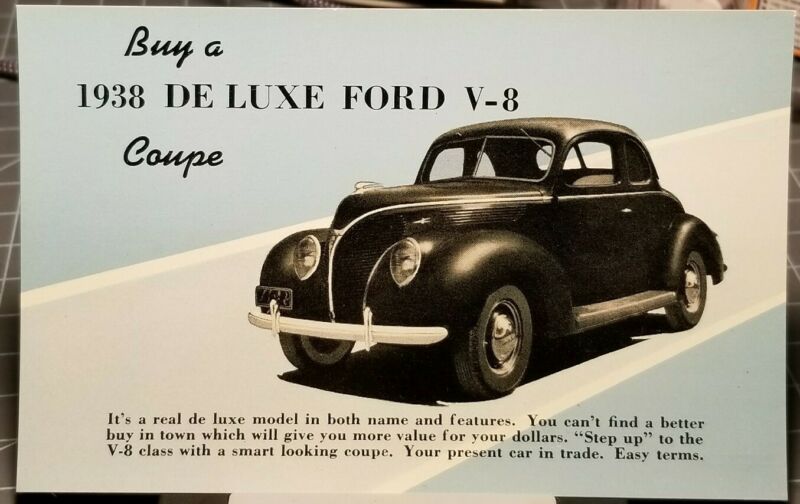 Buy a
1938 DE LUXE FORD V-8
Coupe
It's a real de luxe model in both name and features. You can't find a better
buy in town which will give you more value for your dollars. "Step up" to the
V-8 class with a smart looking coupe. Your present car in trade. Easy terms.